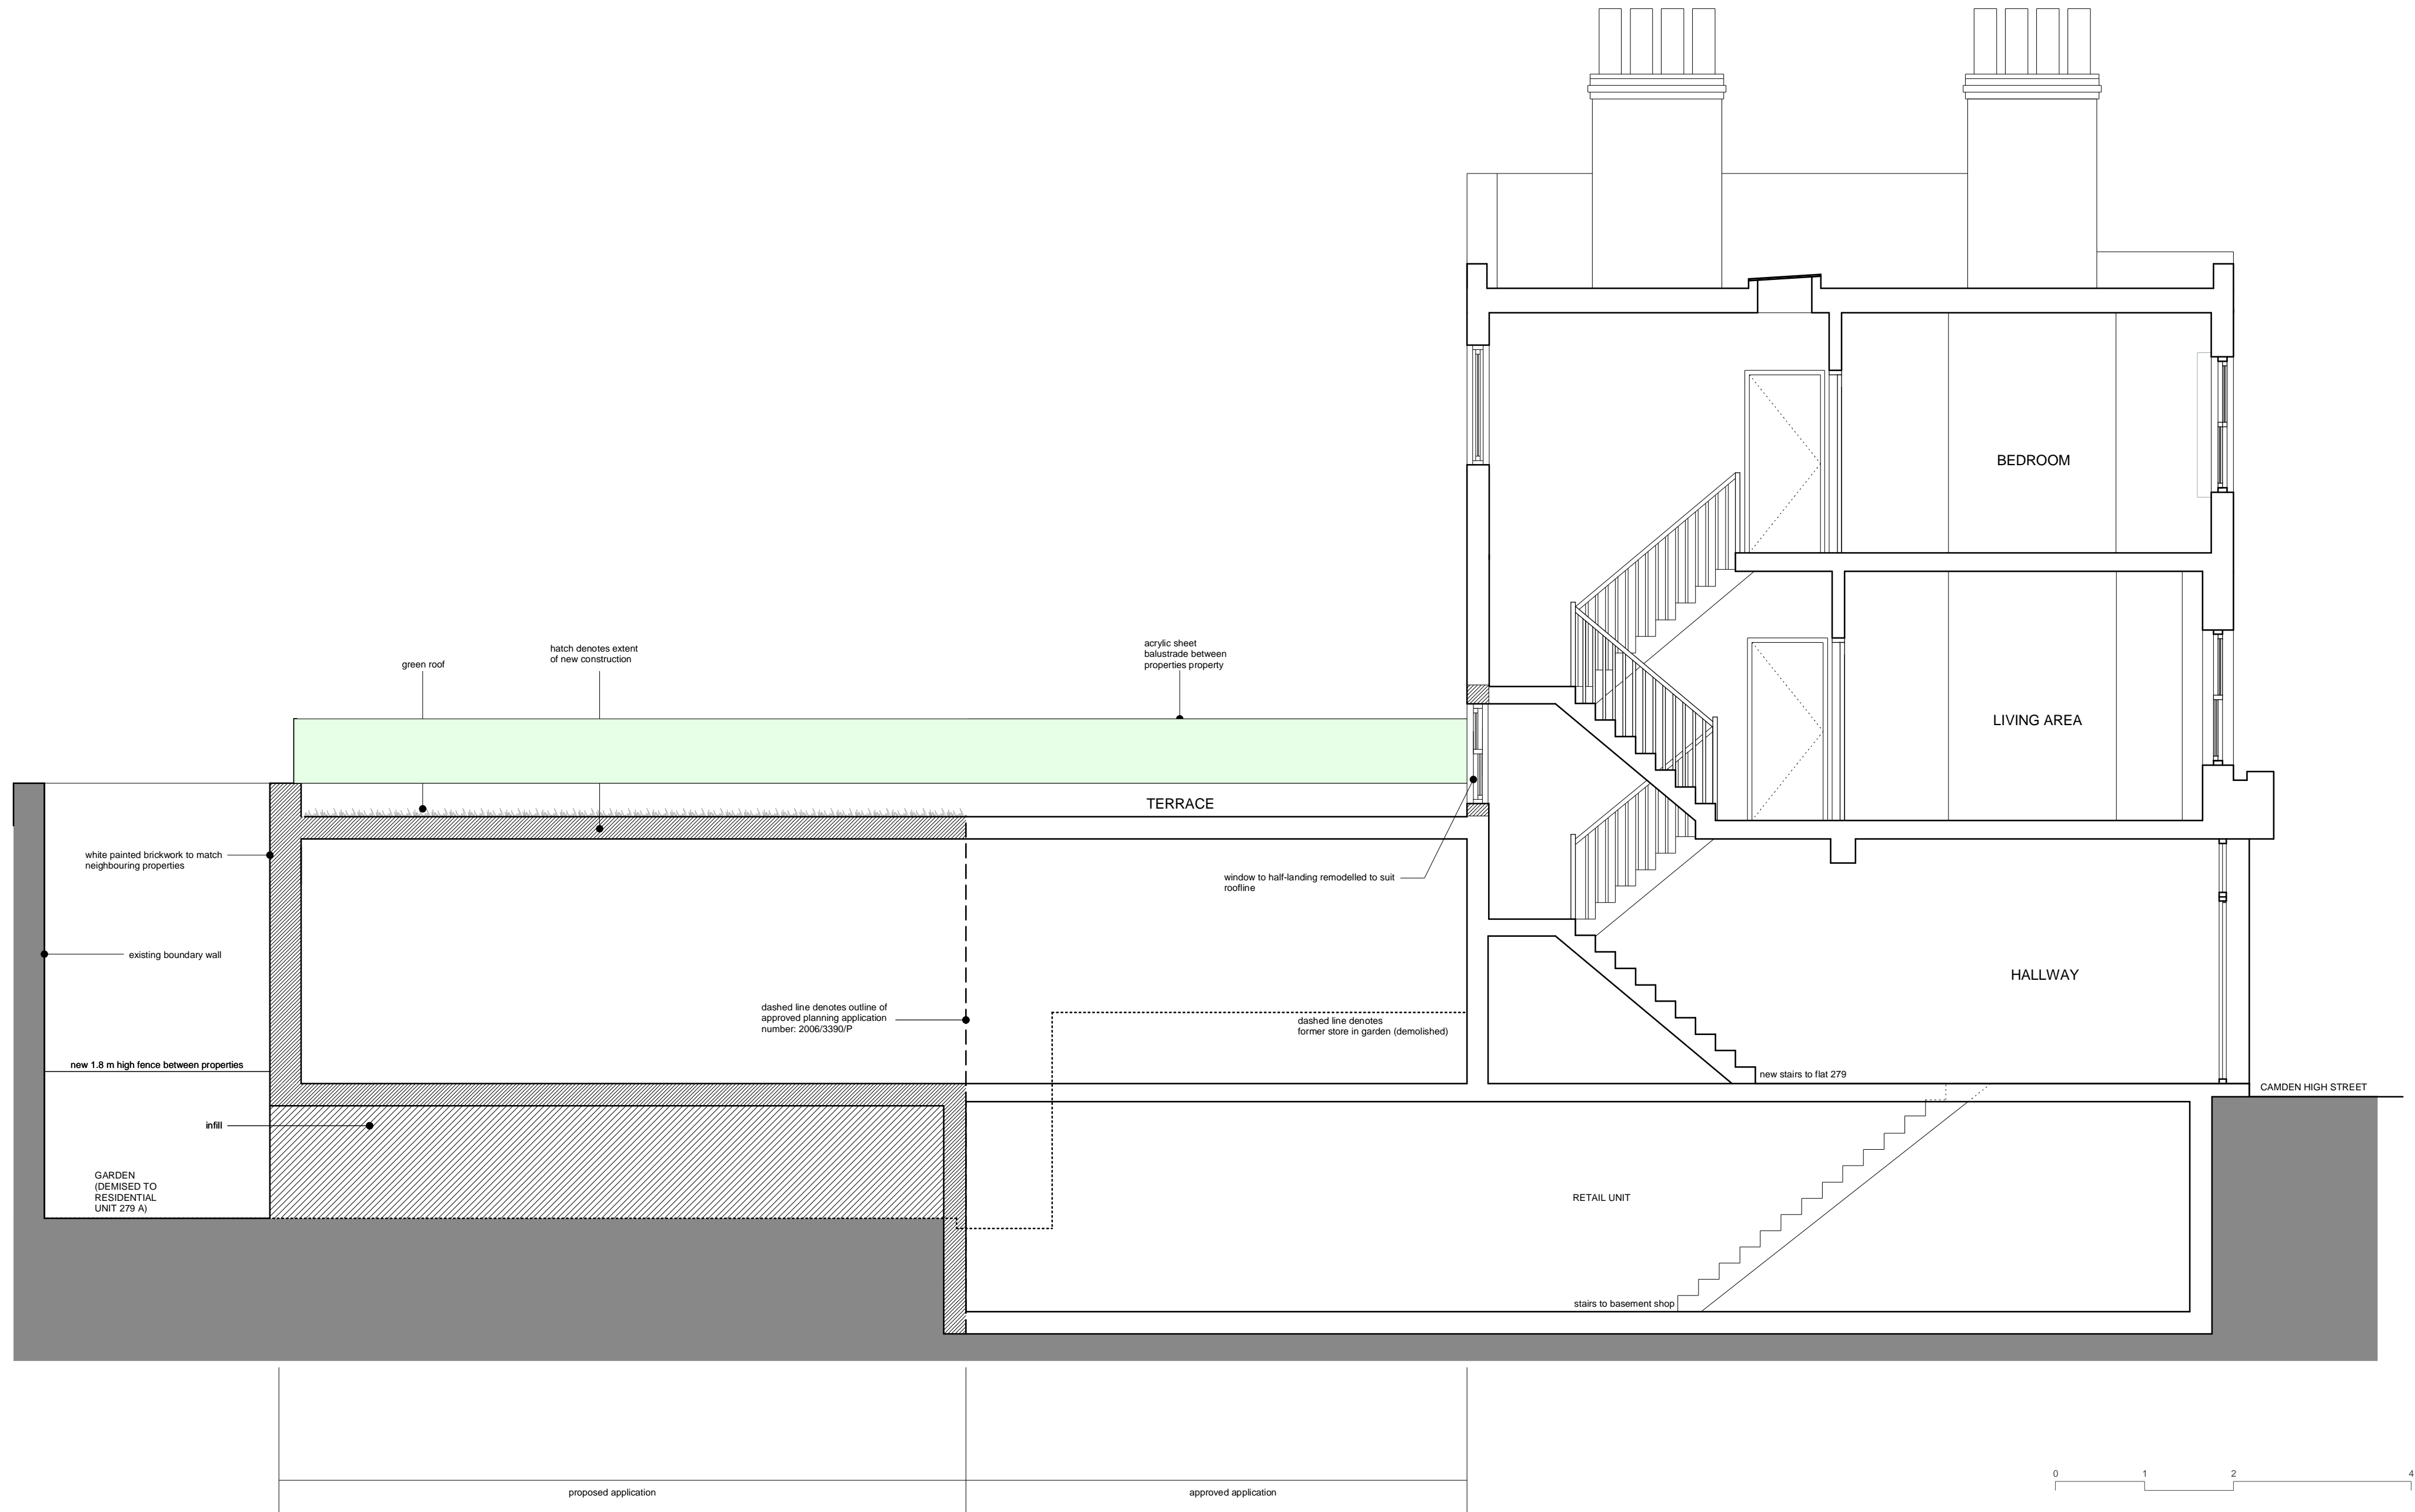 BEDROOM
hatch denotes extent
of new construction
green roof
acrylic sheet
balustrade between
properties property
LIVING AREA
TERRACE
white painted brickwork to match
neighbouring properties
window to half-landing remodelled to suit
roofline
existing boundary wall
HALLWAY
dashed line denotes outline of
approved planning application
number: 2006/3390/P
dashed line denotes
former store in garden (demolished)
new 1.8 m high fence between properties
new stairs to flat 279
CAMDEN HIGH STREET
infill
GARDEN
(DEMISED TO
RESIDENTIAL
UNIT 279 A)
RETAIL UNIT
stairs to basement shop
0 1 2 4
proposed application
approved application